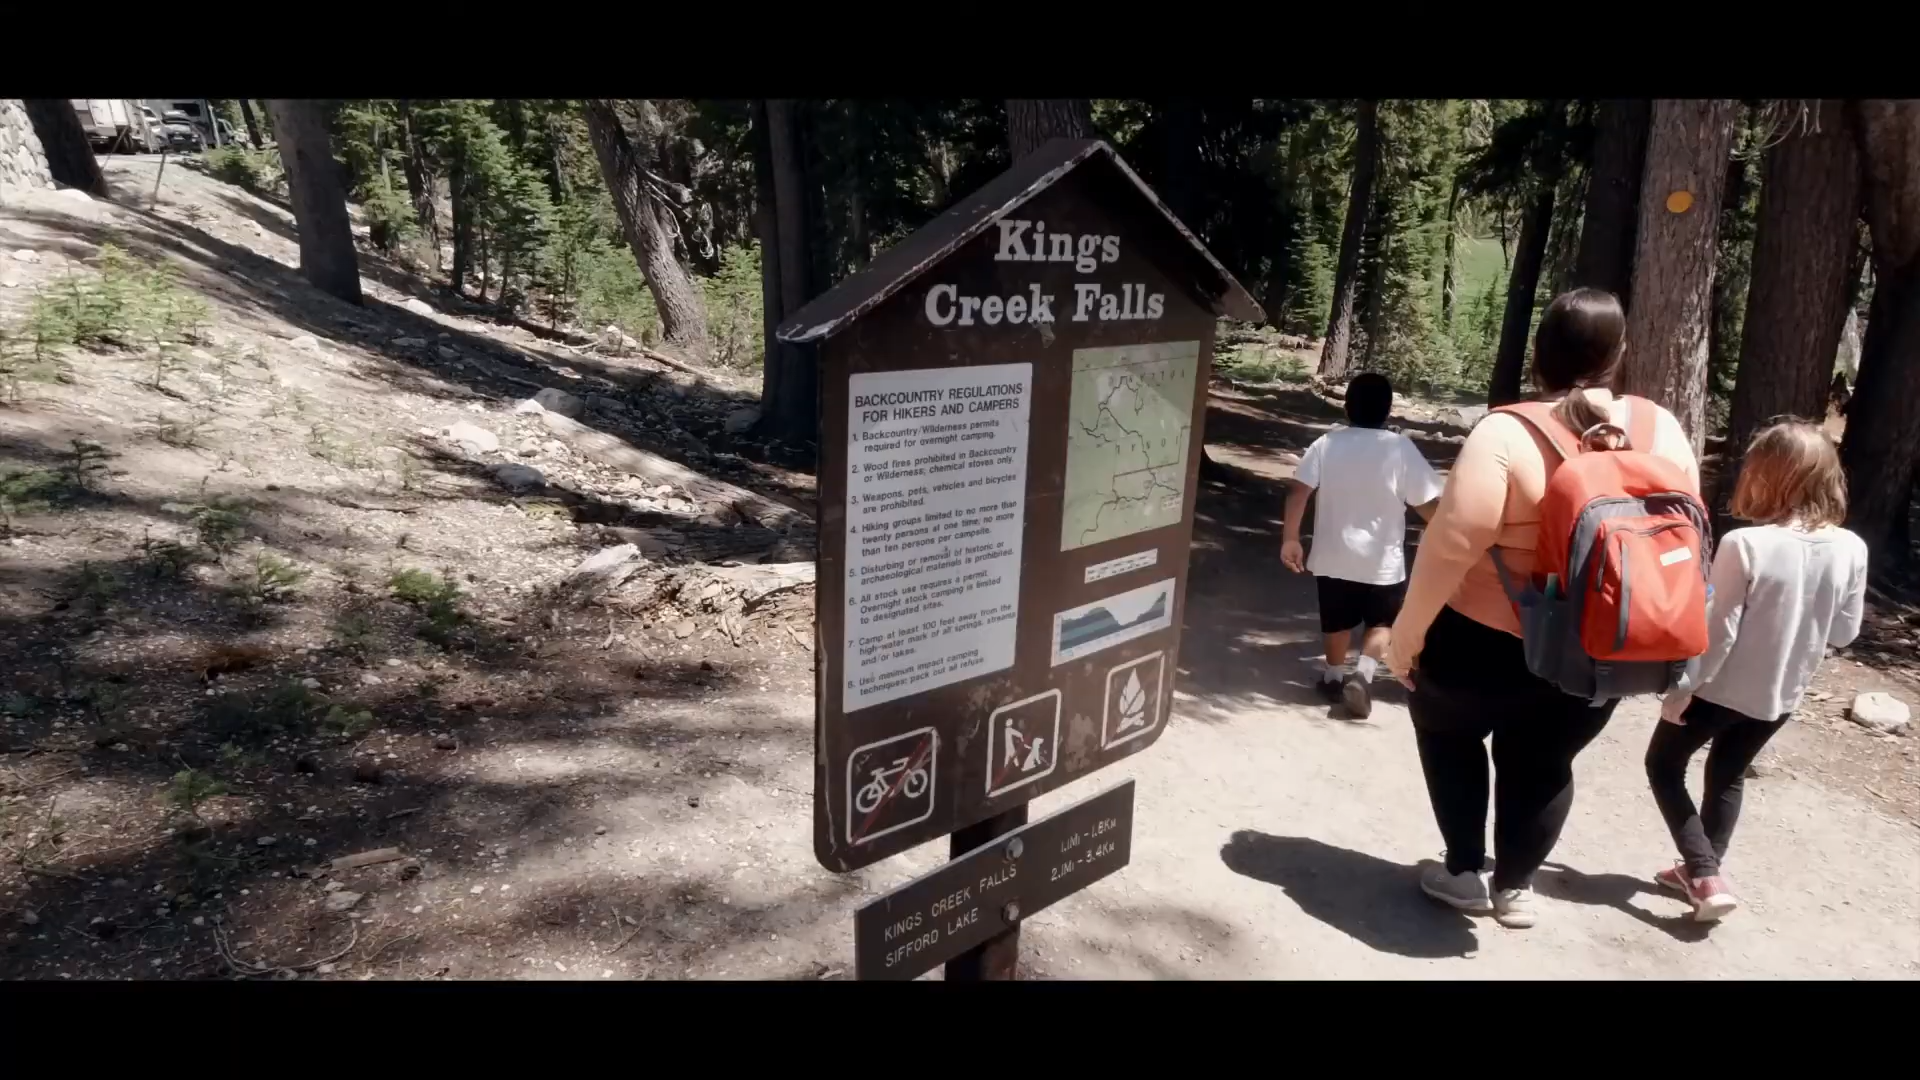 Kings
Creek Falls
BACKCOUNTRY REGULATIONS
FOR HIKERS AND CAMPERS
1. Backcountry/Wilderness permits
required for overnight camping.
2. Wood fires prohibited in Backcountry
or Wilderness; chemical stoves only.
3. Weapons, pets, vehicles and bicycles
are prohibited.
4. Hiking groups limited to no more than
twenty persons at one time; no more
than ten persons per campsite.
5. Disturbing or removal of historic or
archaeological materials is prohibited.
6. All stock use requires a permit.
Overnight stock camping is limited
to designated sites.
7. Camp at least 100 feet away from the
high-water mark of all springs, streams
and/or lakes.
8. Use minimum impact camping
techniques; pack out all refuse.
KINGS CREEK FALLS 1.1MI - 1.8KM
SIFFORD LAKE 2.1MI - 3.4KM